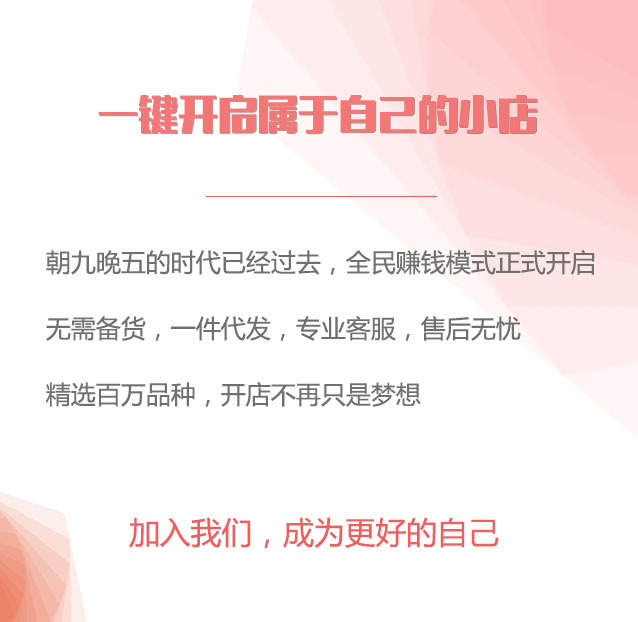 一键开启属于自己的小店
朝九晚五的时代已经过去，全民赚钱模式正式开启
无需备货，一件代发，专业客服，售后无忧
精选百万品种，开店不再只是梦想
加入我们，成为更好的自己